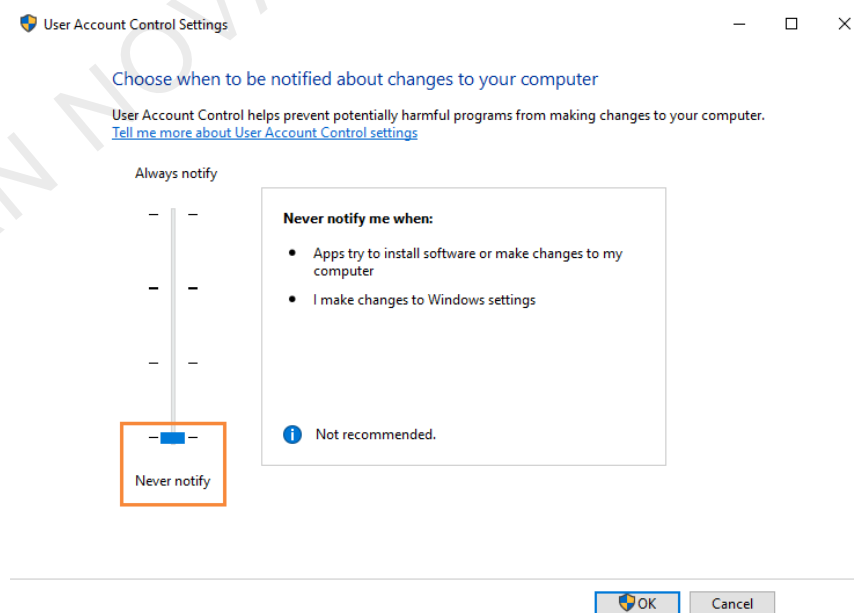 User Account Control Settings
Choose when to be notified about changes to your computer
User Account Control helps prevent potentially harmful programs from making changes to your computer.
Tell me more about User Account Control settings
Always notify
Never notify me when:
Apps try to install software or make changes to my
computer
I make changes to Windows settings
Not recommended.
Never notify
OK
Cancel